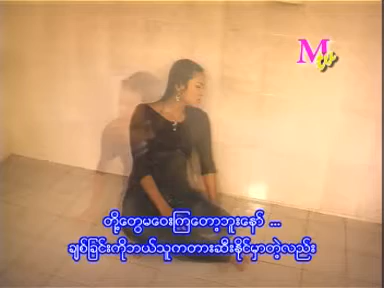 Mtu
တို့တွေမဝေးကြတော့ဘူးနော် ...
ချစ်ခြင်းကိုဘယ်သူကတားဆီးနိုင်မှာတဲ့လည်း